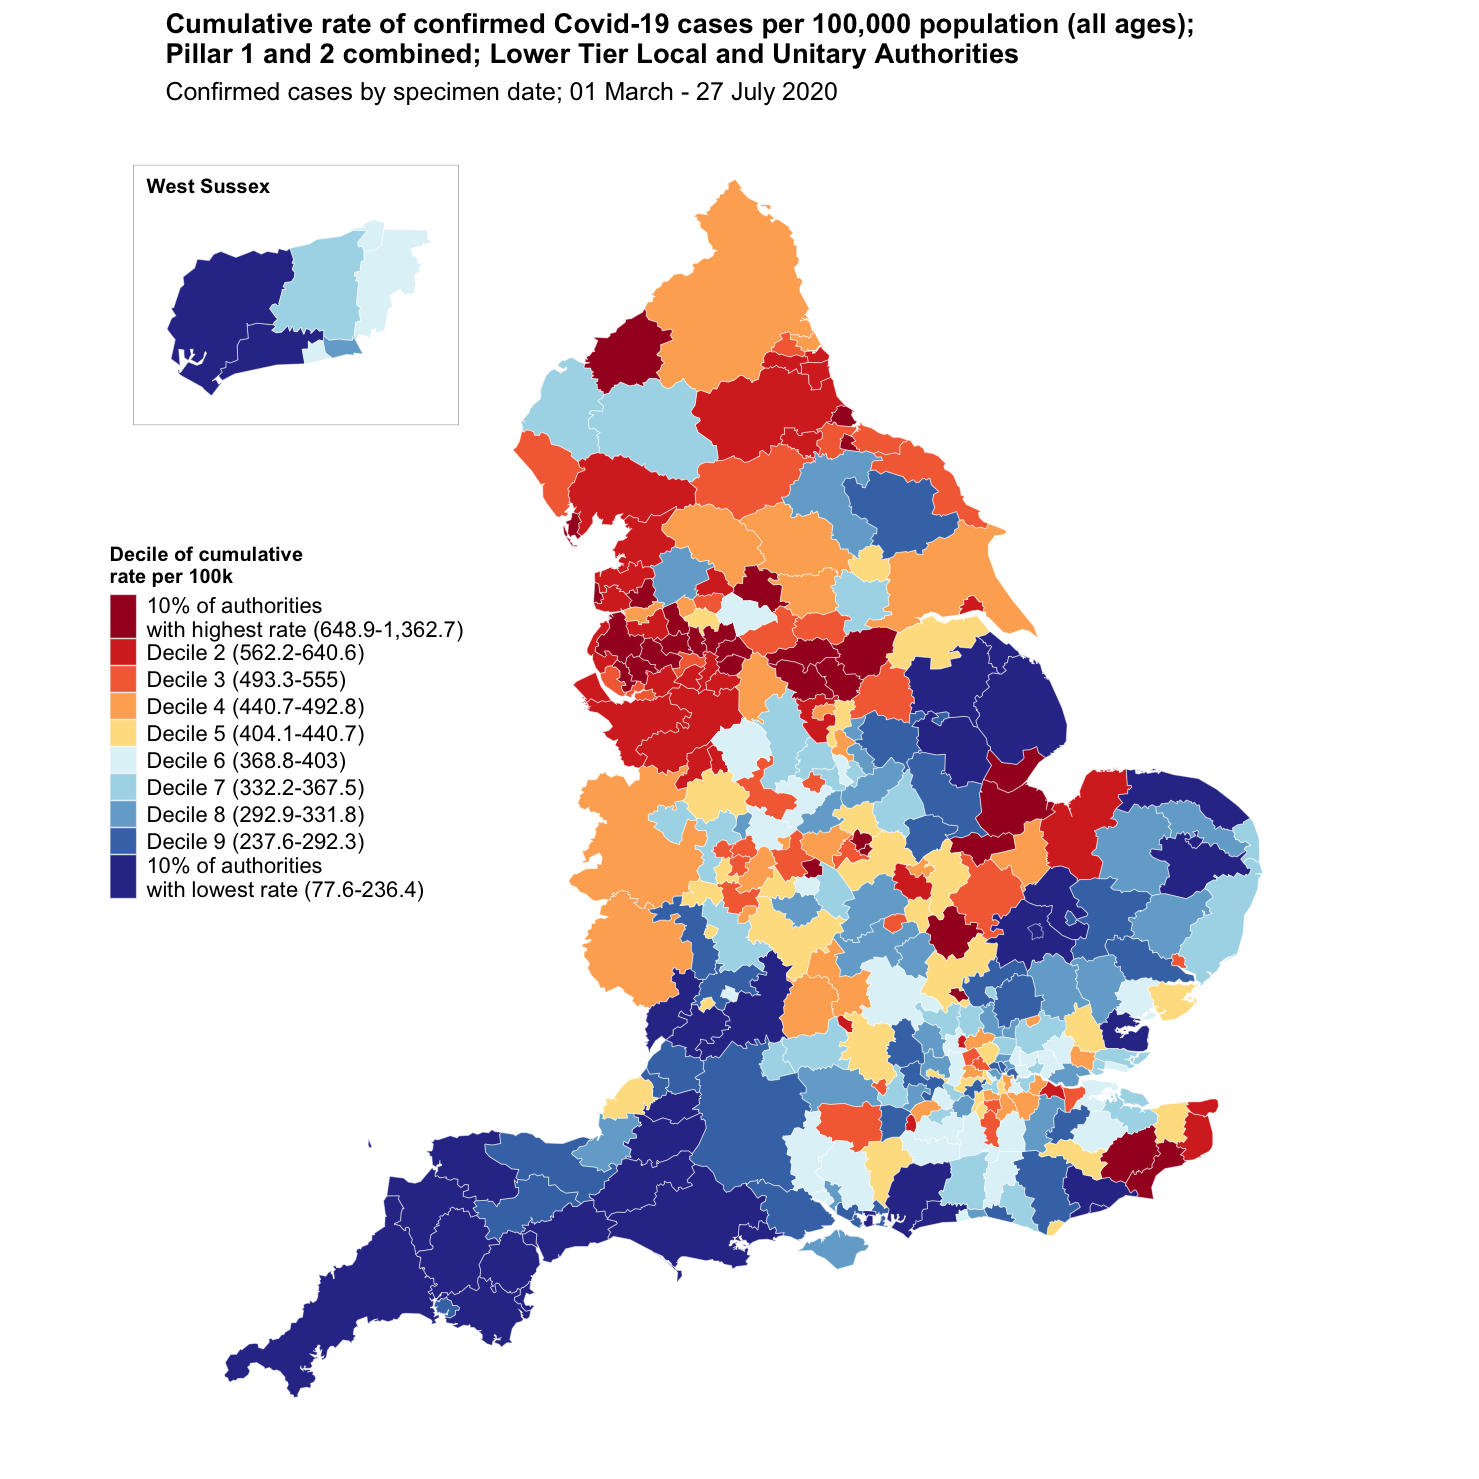 Cumulative rate of confirmed Covid-19 cases per 100,000 population (all ages);
Pillar 1 and 2 combined; Lower Tier Local and Unitary Authorities
Confirmed cases by specimen date; 01 March - 27 July 2020
West Sussex
Decile of cumulative
rate per 100k
10% of authorities
with highest rate (648.9-1,362.7)
Decile 2 (562.2-640.6)
Decile 3 (493.3-555)
Decile 4 (440.7-492.8)
Decile 5 (404.1-440.7)
Decile 6 (368.8-403)
Decile 7 (332.2-367.5)
Decile 8 (292.9-331.8)
Decile 9 (237.6-292.3)
10% of authorities
with lowest rate (77.6-236.4)